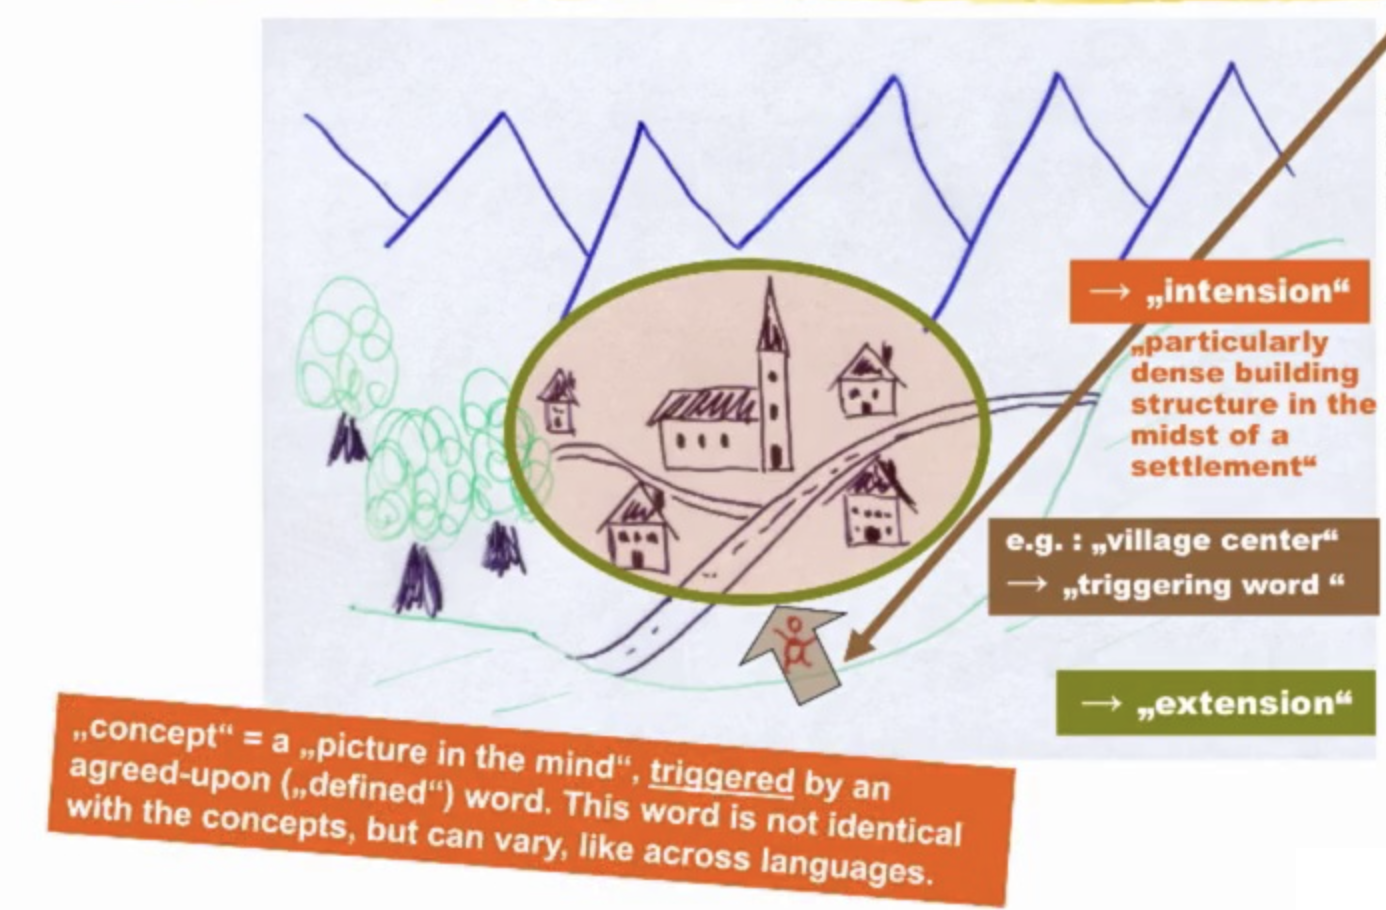 → „intension“
„particularly
dense building
structure in the
midst of a
settlement“
e.g. : „village center“
→ „triggering word “
→ „extension“
„concept“ = a „picture in the mind“, triggered by an
agreed-upon („defined“) word. This word is not identical
with the concepts, but can vary, like across languages.